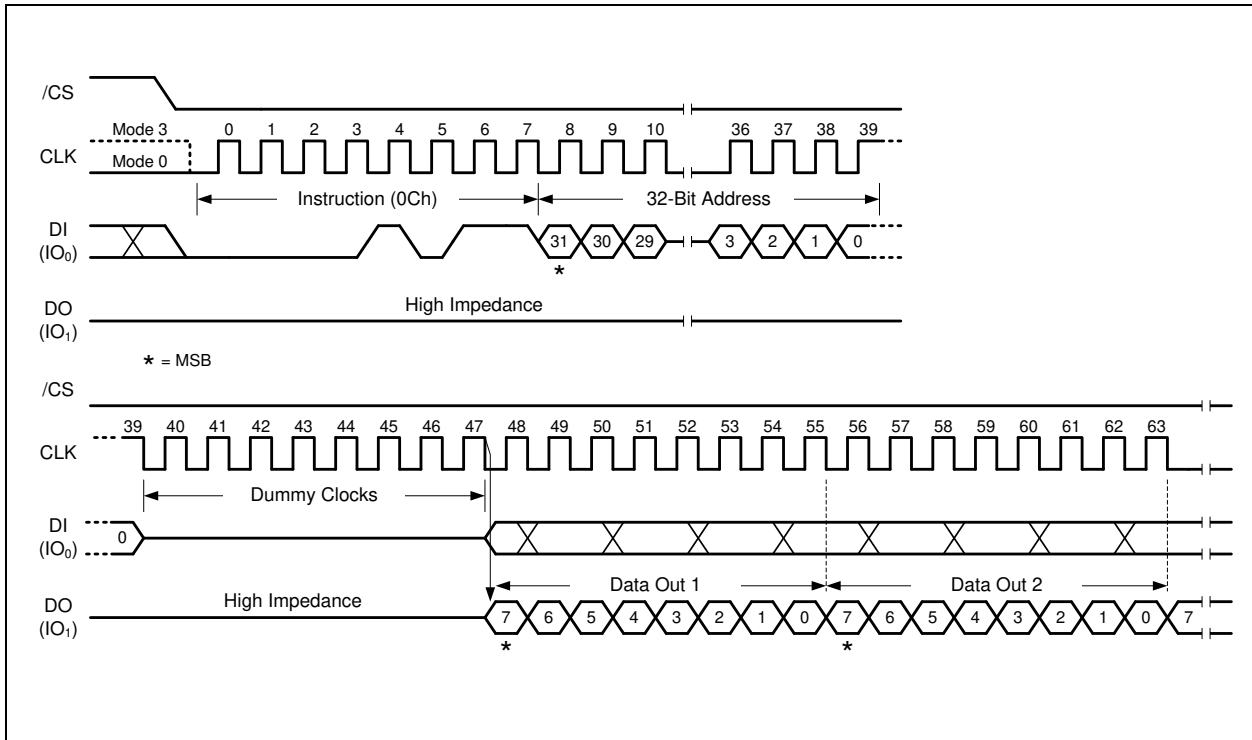 /CS
Mode 3 0 1 2 3 4 5 6 7 8 9 10 36 37 38 39
CLK Mode 0
Instruction (0Ch) 32-Bit Address
DI
(IO₀) 31 30 29 3 2 1 0
*
DO High Impedance
(IO₁)
* = MSB
/CS
39 40 41 42 43 44 45 46 47 48 49 50 51 52 53 54 55 56 57 58 59 60 61 62 63
CLK
Dummy Clocks
DI
(IO₀) 0
Data Out 1 Data Out 2
DO High Impedance
(IO₁) 7 6 5 4 3 2 1 0 7 6 5 4 3 2 1 0 7
* *